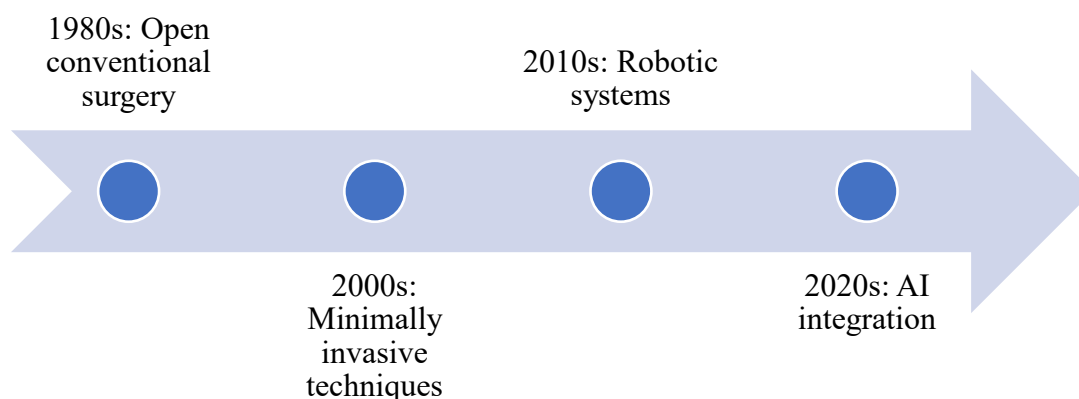 1980s: Open
conventional
surgery
2000s:
Minimally
invasive
techniques
2010s: Robotic
systems
2020s: AI
integration